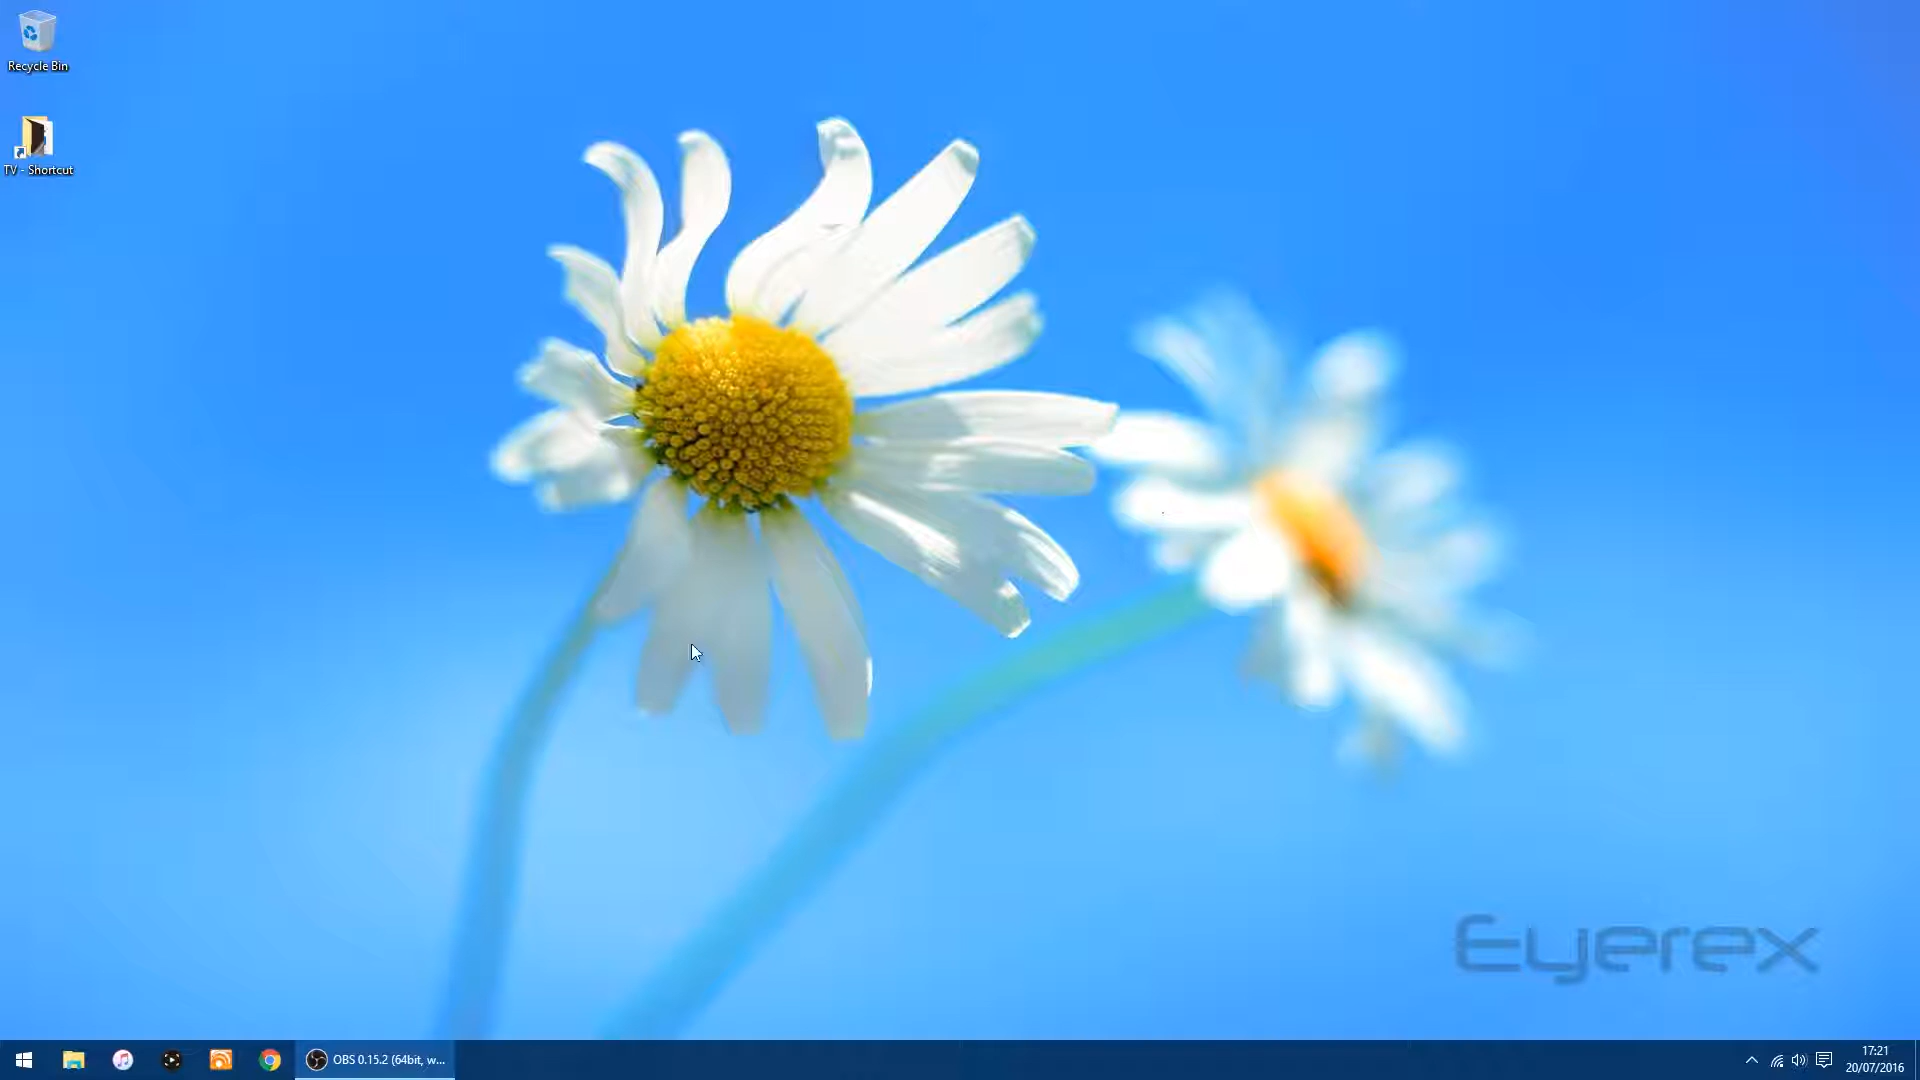 Recycle Bin
TV - Shortcut
Eyerex
OBS 0.15.2 (64bit, w...
17:21
20/07/2016